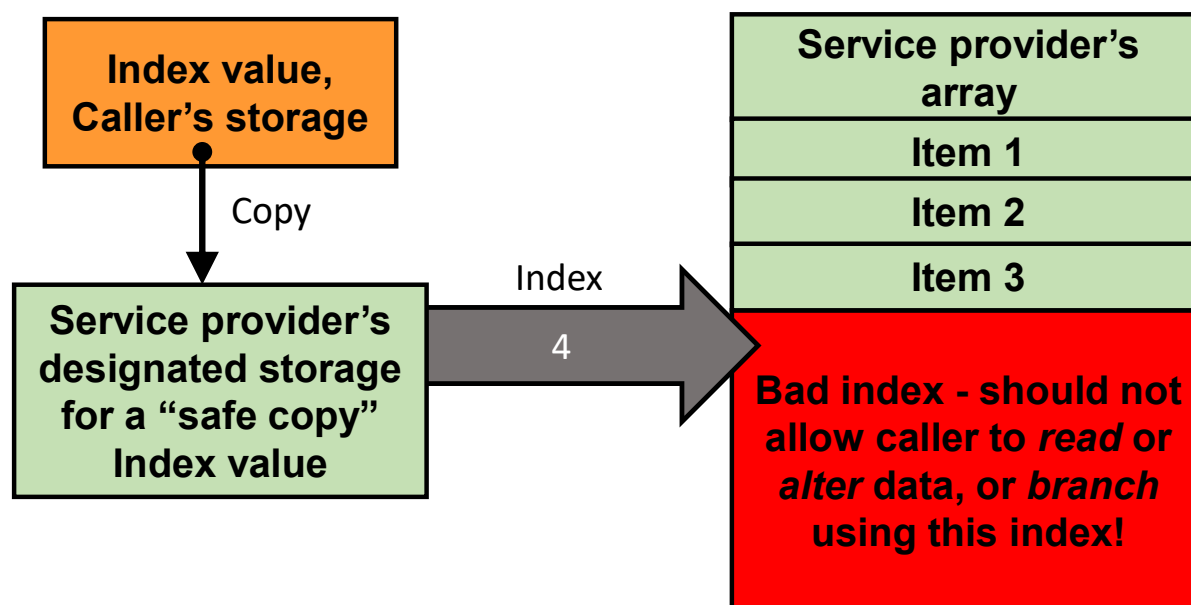 Index value,
Caller’s storage
Copy
Service provider’s
designated storage
for a “safe copy”
Index value
Index
4
Service provider’s
array
Item 1
Item 2
Item 3
Bad index - should not
allow caller to read or
alter data, or branch
using this index!